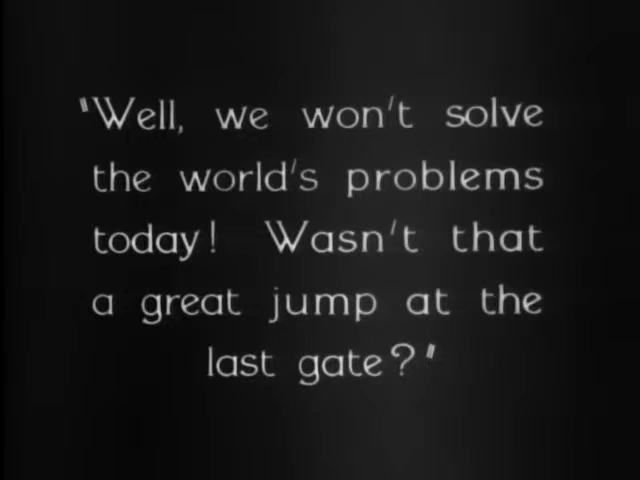 "Well, we won't solve
the world's problems
today! Wasn't that
a great jump at the
last gate?"